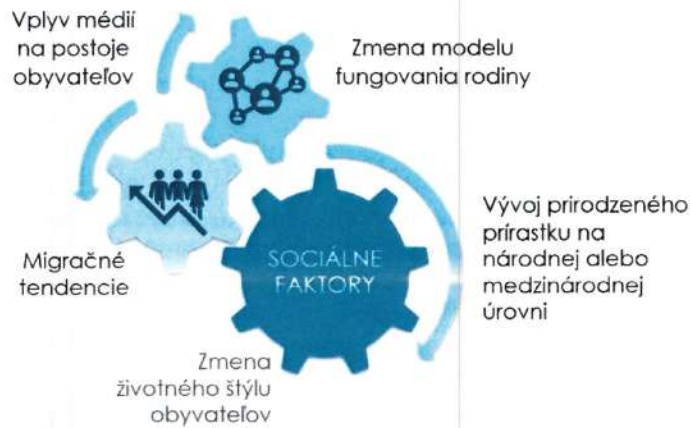 Vplyv médií
na postoje
obyvateľov
Zmena modelu
fungovania rodiny
Migračné
tendencie
SOCIÁLNE
FAKTORY
Vývoj prirodzeného
prírastku na
národnej alebo
medzinárodnej
úrovni
Zmena
životného štýlu
obyvateľov